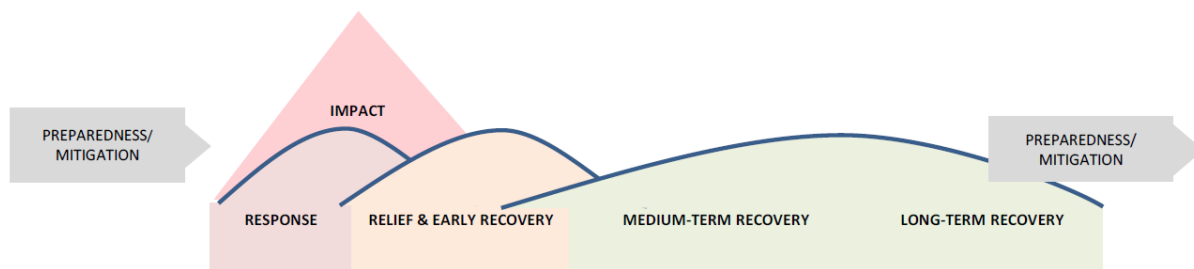 IMPACT
PREPAREDNESS/
MITIGATION
PREPAREDNESS/
MITIGATION
RESPONSE
RELIEF & EARLY RECOVERY
MEDIUM-TERM RECOVERY
LONG-TERM RECOVERY